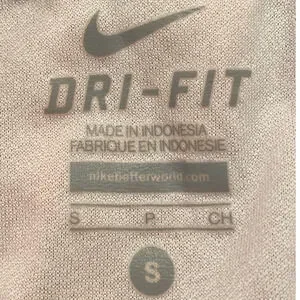 DRI-FIT
MADE IN INDONESIA
FABRIQUE EN INDONESIE
nikebetterworld.com
S P CH
S